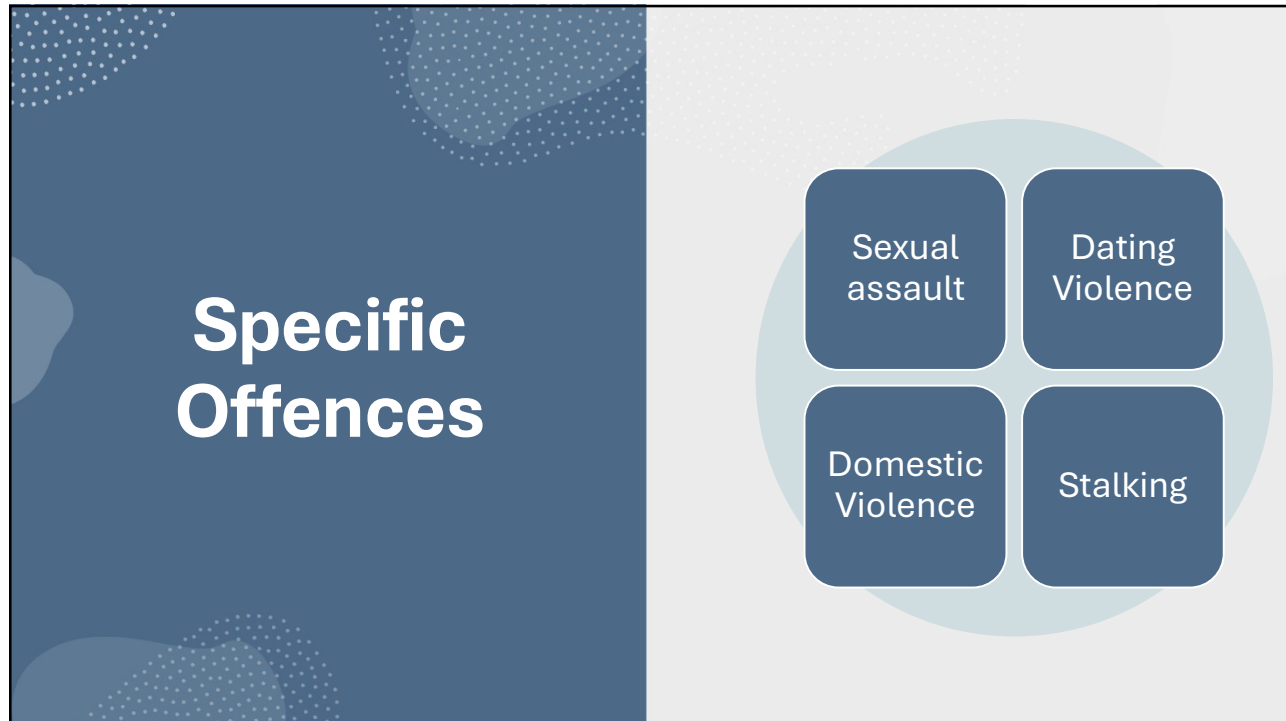 Specific
Offences
Sexual
assault
Dating
Violence
Domestic
Violence
Stalking